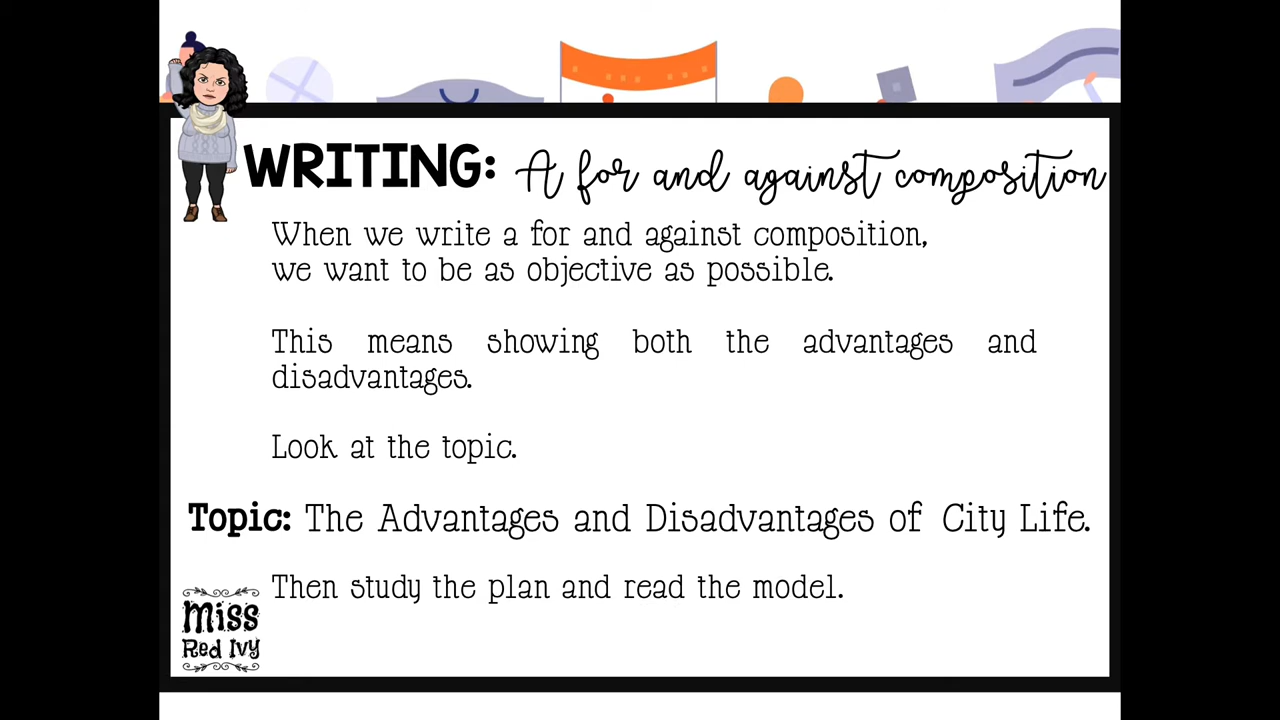 WRITING: A for and against composition
When we write a for and against composition,
we want to be as objective as possible.
This means showing both the advantages and
disadvantages.
Look at the topic.
Topic: The Advantages and Disadvantages of City Life.
Then study the plan and read the model.
Miss
Red Ivy